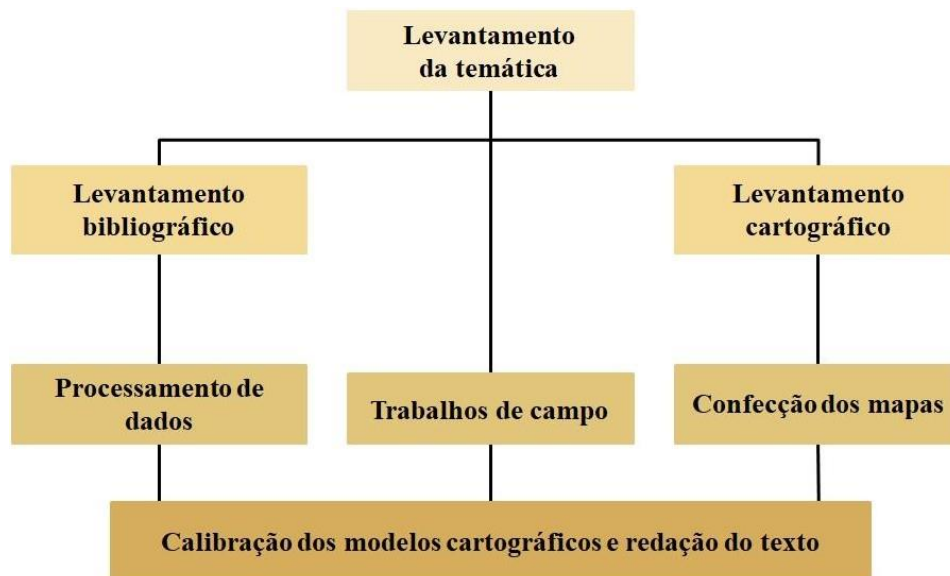 Levantamento
da temática
Levantamento
bibliográfico
Levantamento
cartográfico
Processamento de
dados
Trabalhos de campo
Confecção dos mapas
Calibração dos modelos cartográficos e redação do texto